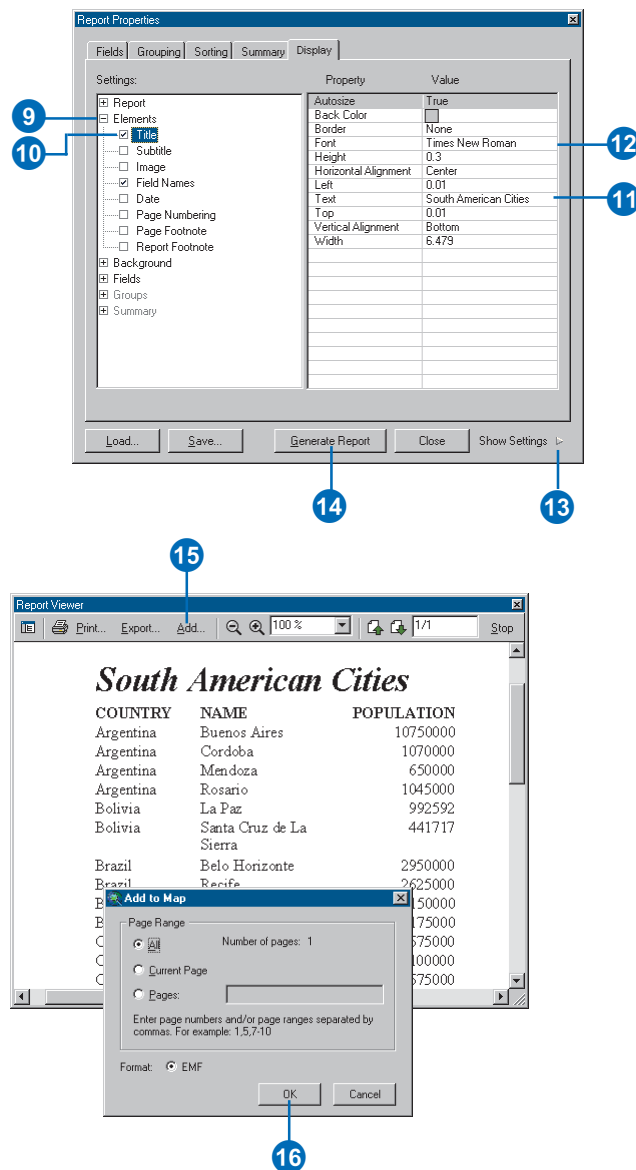 Report Properties
Fields Grouping Sorting Summary Display
Settings: Property Value
Report
Elements
Title
Subtitle
Image
Field Names
Date
Page Numbering
Page Footnote
Report Footnote
Background
Fields
Groups
Summary
Autosize True
Back Color
Border None
Font Times New Roman
Height 0.3
Horizontal Alignment Center
Left 0.01
Text South American Cities
Top 0.01
Vertical Alignment Bottom
Width 6.479
9
10
12
11
Load... Save... Generate Report Close Show Settings
14
13
15
Report Viewer
Print... Export... Add... 100 % 1/1 Stop
South American Cities
COUNTRY NAME POPULATION
Argentina Buenos Aires 10750000
Argentina Cordoba 1070000
Argentina Mendoza 650000
Argentina Rosario 1045000
Bolivia La Paz 992592
Bolivia Santa Cruz de La Sierra 441717
Brazil Belo Horizonte 2950000
Brazil Recife 2625000
Add to Map
Page Range
All Number of pages: 1
Current Page
Pages:
Enter page numbers and/or page ranges separated by
commas. For example: 1,5,7-10
Format: EMF
OK Cancel
16